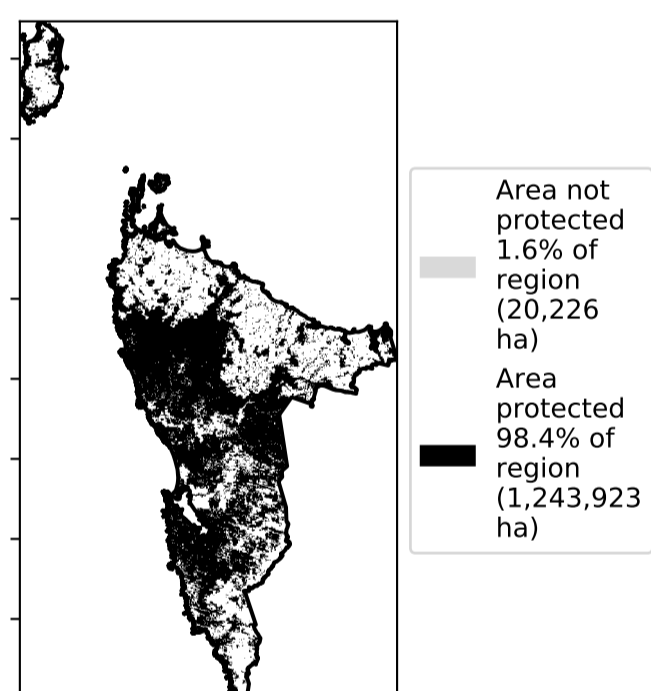 Area not
protected
1.6% of
region
(20,226
ha)
Area
protected
98.4% of
region
(1,243,923
ha)